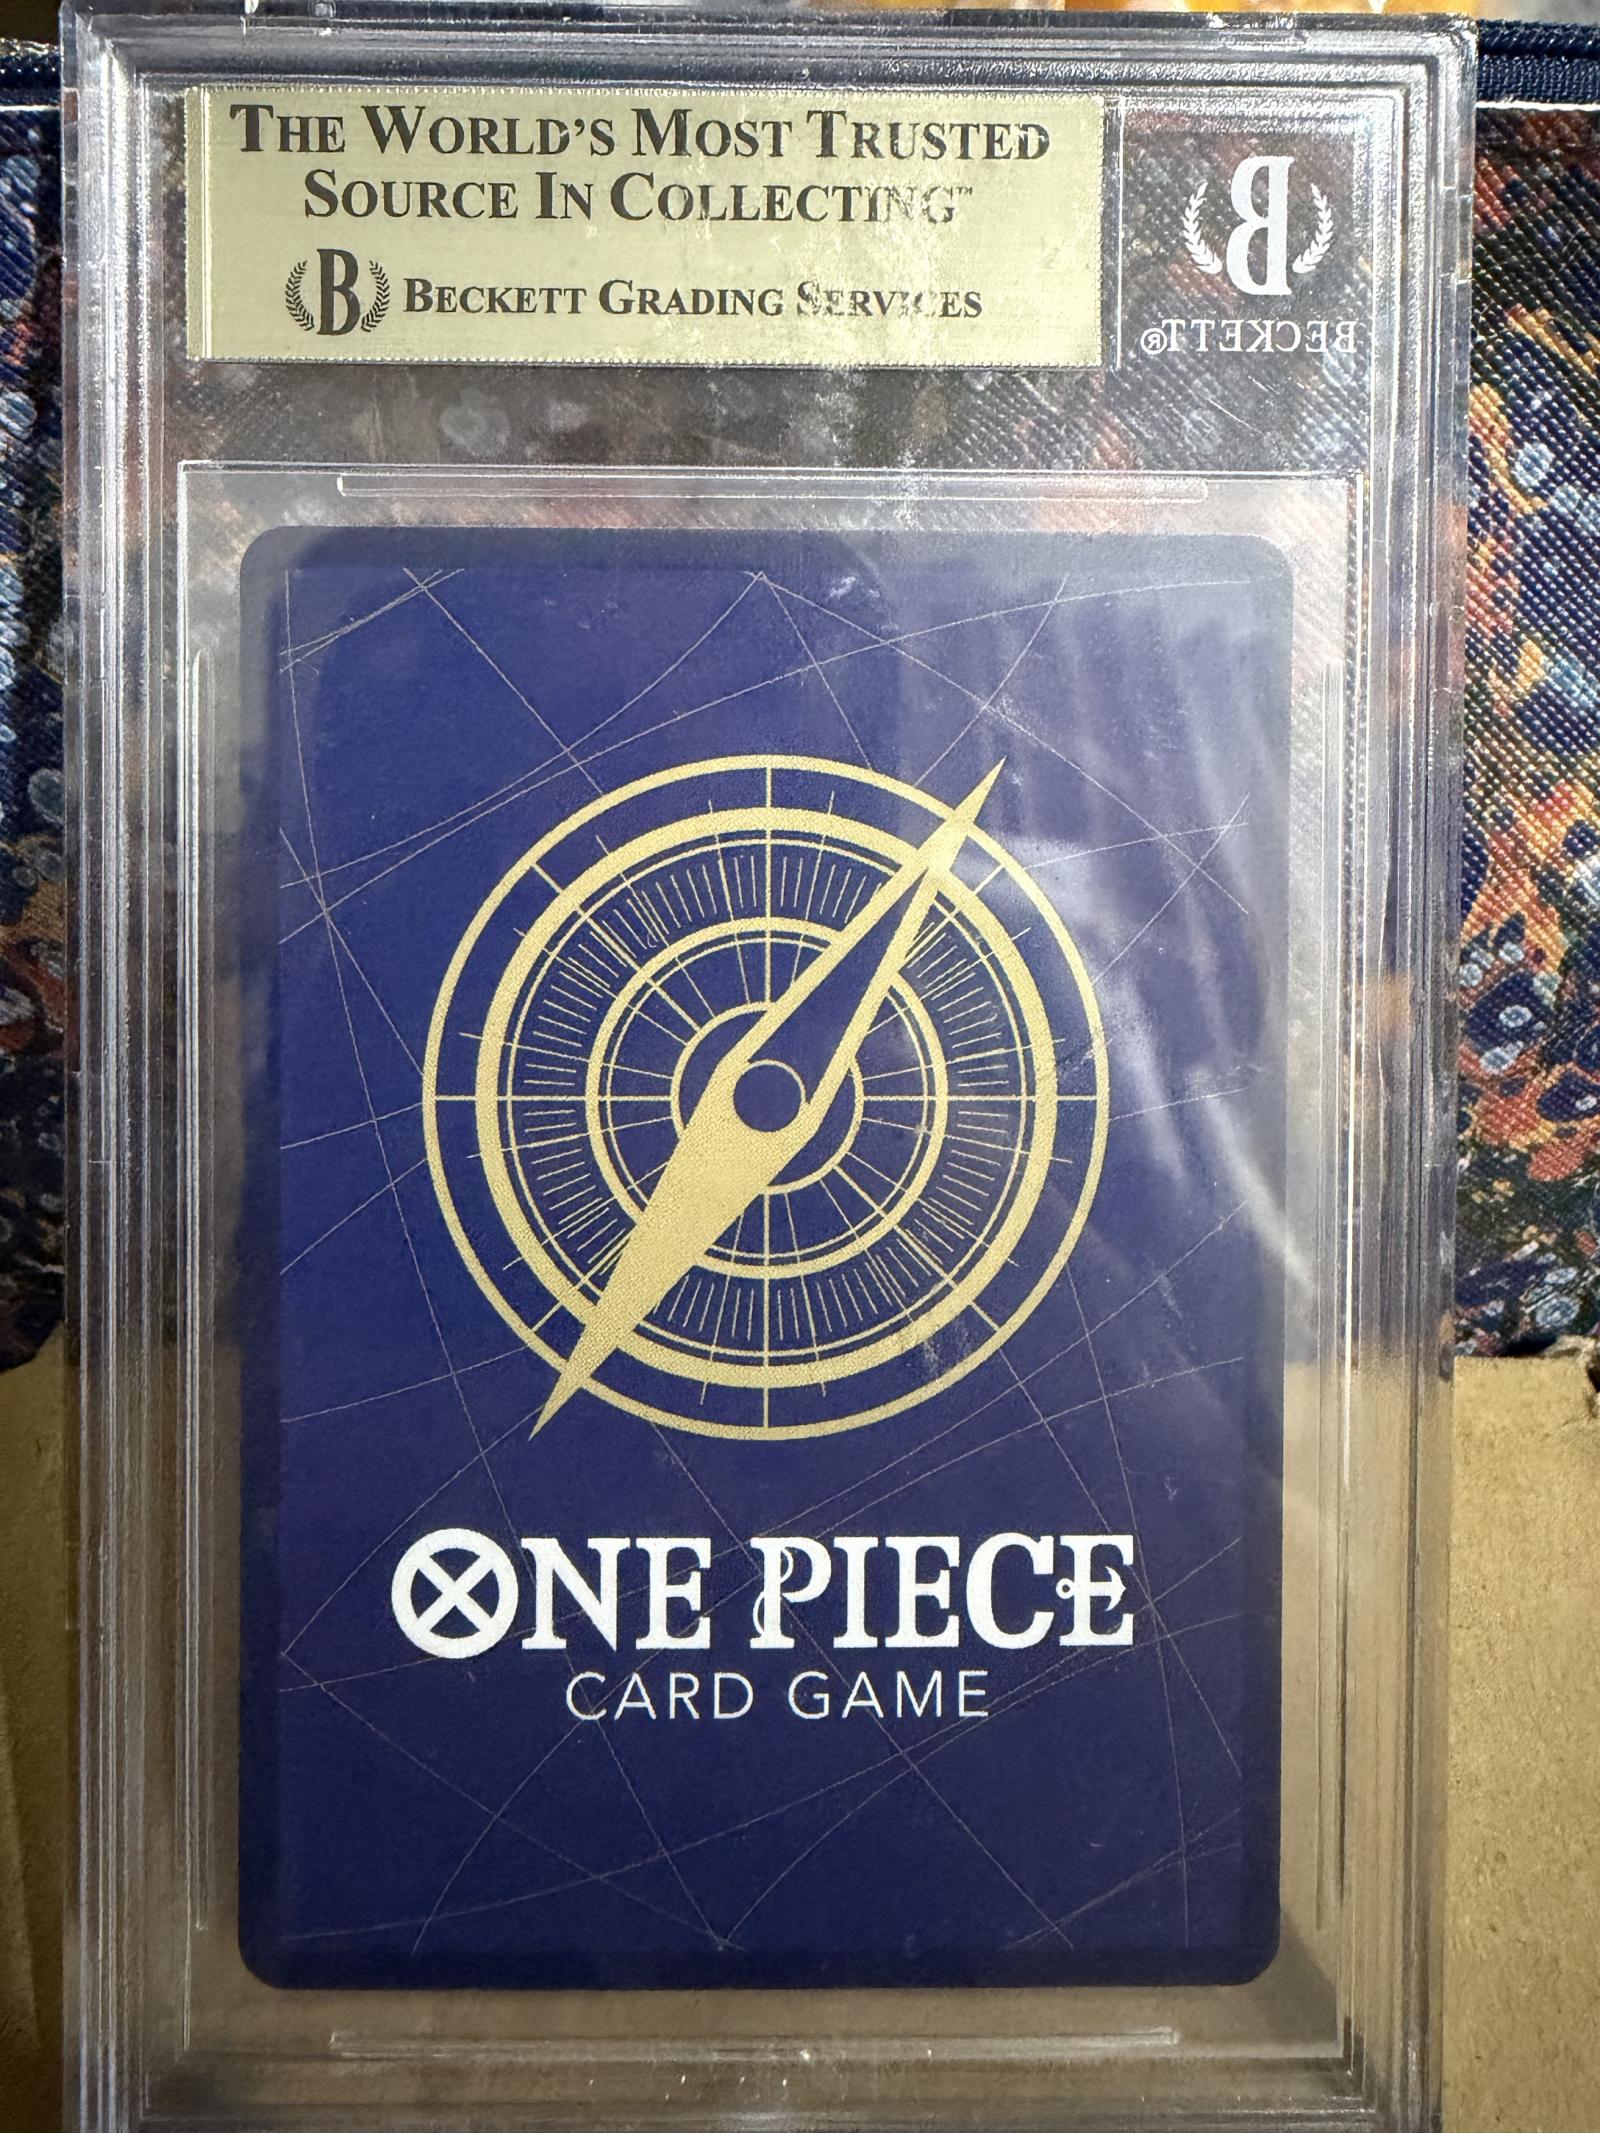 THE WORLD'S MOST TRUSTED
SOURCE IN COLLECTING™
B BECKETT GRADING SERVICES
B
BECKETT®
ONE PIECE
CARD GAME